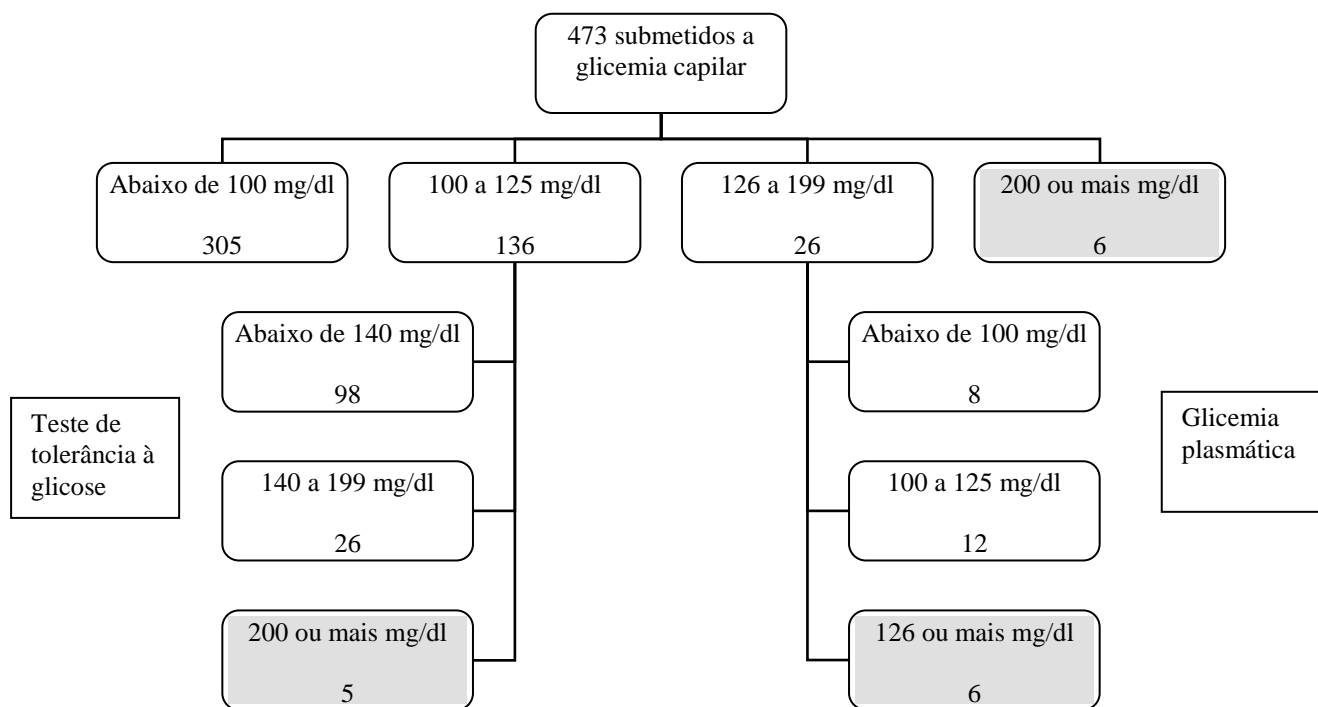 473 submetidos a
glicemia capilar
Abaixo de 100 mg/dl
305
100 a 125 mg/dl
136
126 a 199 mg/dl
26
200 ou mais mg/dl
6
Teste de
tolerância à
glicose
Abaixo de 140 mg/dl
98
140 a 199 mg/dl
26
200 ou mais mg/dl
5
Abaixo de 100 mg/dl
8
100 a 125 mg/dl
12
126 ou mais mg/dl
6
Glicemia
plasmática